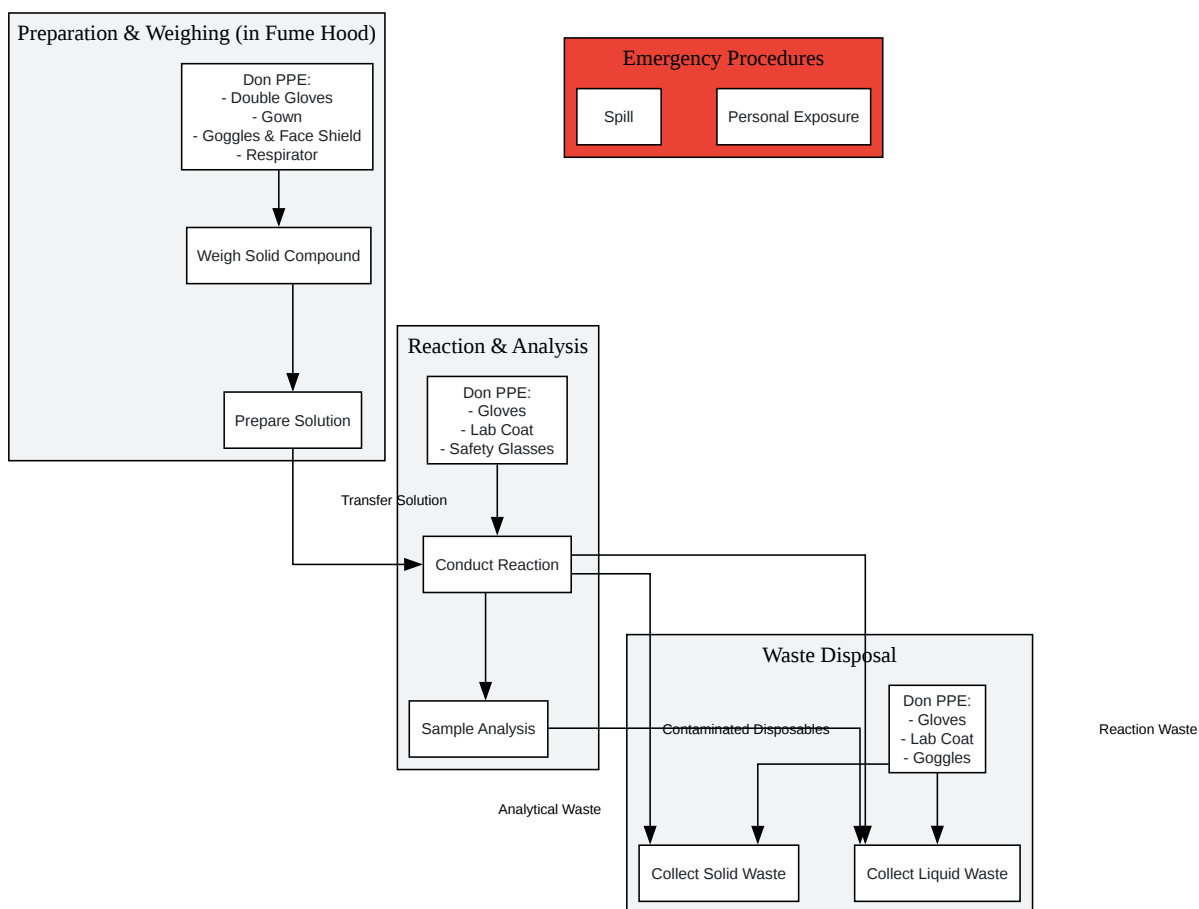 Preparation & Weighing (in Fume Hood)
Don PPE:
- Double Gloves
- Gown
- Goggles & Face Shield
- Respirator
Weigh Solid Compound
Prepare Solution
Emergency Procedures
Spill
Personal Exposure
Reaction & Analysis
Don PPE:
- Gloves
- Lab Coat
- Safety Glasses
Transfer Solution
Conduct Reaction
Sample Analysis
Waste Disposal
Don PPE:
- Gloves
- Lab Coat
- Goggles
Contaminated Disposables
Reaction Waste
Analytical Waste
Collect Solid Waste
Collect Liquid Waste